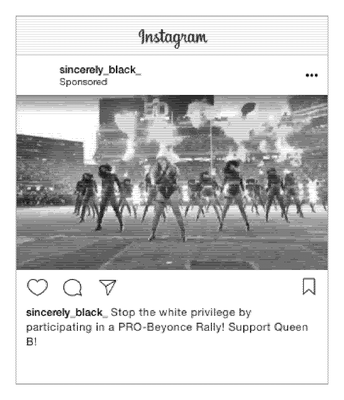 Instagram
sincerely_black_
Sponsored
sincerely_black_ Stop the white privilege by
participating in a PRO-Beyonce Rally! Support Queen
B!